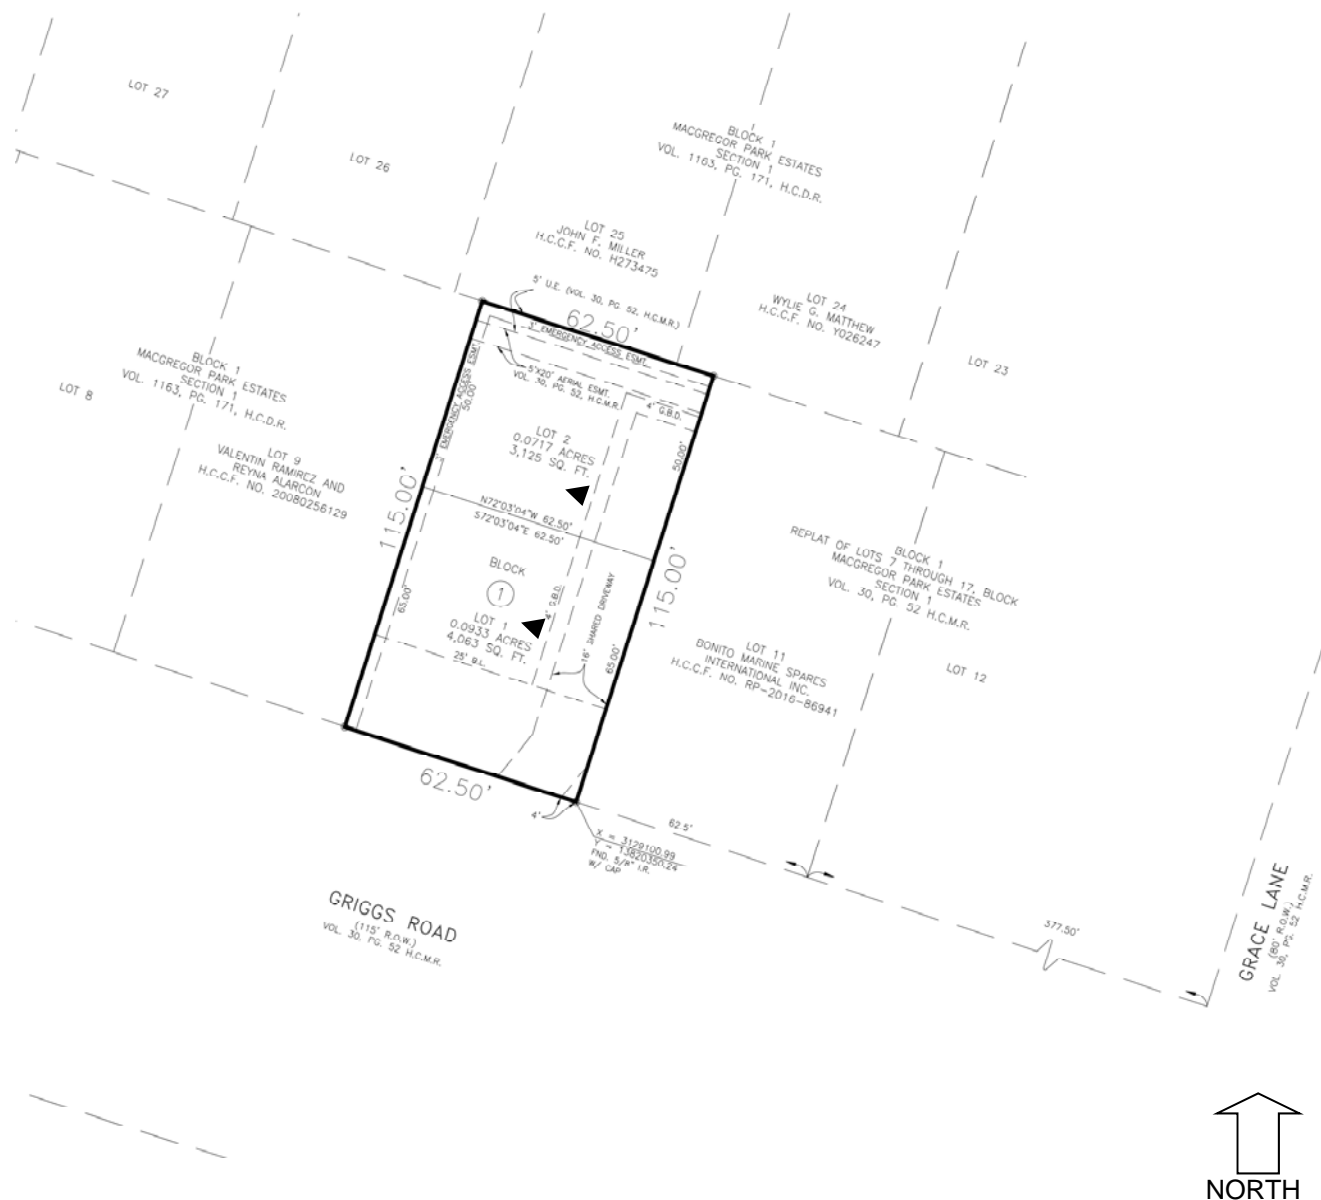 LOT 27
LOT 26
BLOCK 1
MACGREGOR PARK ESTATES
SECTION 1
VOL. 1163, PG. 171, H.C.D.R.
LOT 25
JOHN F. MILLER
H.C.C.F. NO. H273475
5' U.E. (VOL. 30, PG. 52, H.C.M.R.)
62.50'
3' EMERGENCY ACCESS ESMT.
LOT 24
WYLIE G. MATTHEW
H.C.C.F. NO. Y026247
LOT 23
BLOCK 1
MACGREGOR PARK ESTATES
SECTION 1
VOL. 1163, PG. 171, H.C.D.R.
LOT 8
LOT 9
VALENTIN RAMIREZ AND
REYNA ALARCON
H.C.C.F. NO. 20080256129
EMERGENCY ACCESS ESMT.
50.00'
5'X20' AERIAL ESMT.
VOL. 30, PG. 52, H.C.M.R.
4' G.B.D.
LOT 2
0.0717 ACRES
3,125 SQ. FT.
50.00'
115.00'
N72°03'04"W 62.50'
S72°03'04"E 62.50'
BLOCK
1
LOT 1
0.0933 ACRES
4,063 SQ. FT.
25' B.L.
65.00'
4' G.B.D.
16' SHARED DRIVEWAY
65.00'
115.00'
BLOCK 1
REPLAT OF LOTS 7 THROUGH 17, BLOCK
MACGREGOR PARK ESTATES
SECTION 1
VOL. 30, PG. 52 H.C.M.R.
LOT 11
BONITO MARINE SPARES
INTERNATIONAL INC.
H.C.C.F. NO. RP-2016-86941
LOT 12
62.50'
4'
X = 3129100.99
Y = 13820350.24
FND. 5/8" I.R.
W/ CAP
62.5'
377.50'
GRIGGS ROAD
(115' R.O.W.)
VOL. 30, PG. 52 H.C.M.R.
GRACE LANE
(80' R.O.W.)
VOL. 30, PG. 52 H.C.M.R.
NORTH